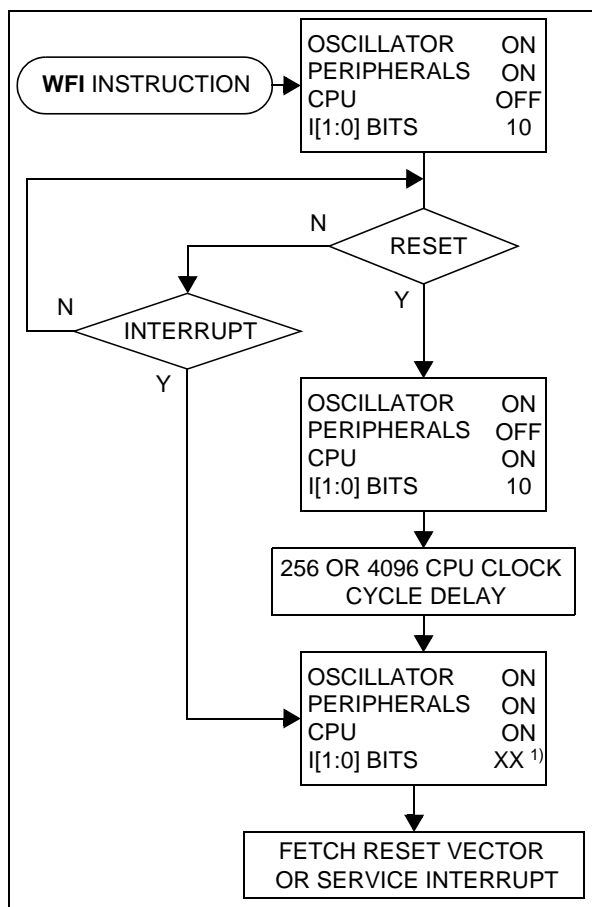 WFI INSTRUCTION
OSCILLATOR ON
PERIPHERALS ON
CPU OFF
I[1:0] BITS 10
N
RESET
N
INTERRUPT
Y
Y
OSCILLATOR ON
PERIPHERALS OFF
CPU ON
I[1:0] BITS 10
256 OR 4096 CPU CLOCK
CYCLE DELAY
OSCILLATOR ON
PERIPHERALS ON
CPU ON
I[1:0] BITS XX 1)
FETCH RESET VECTOR
OR SERVICE INTERRUPT